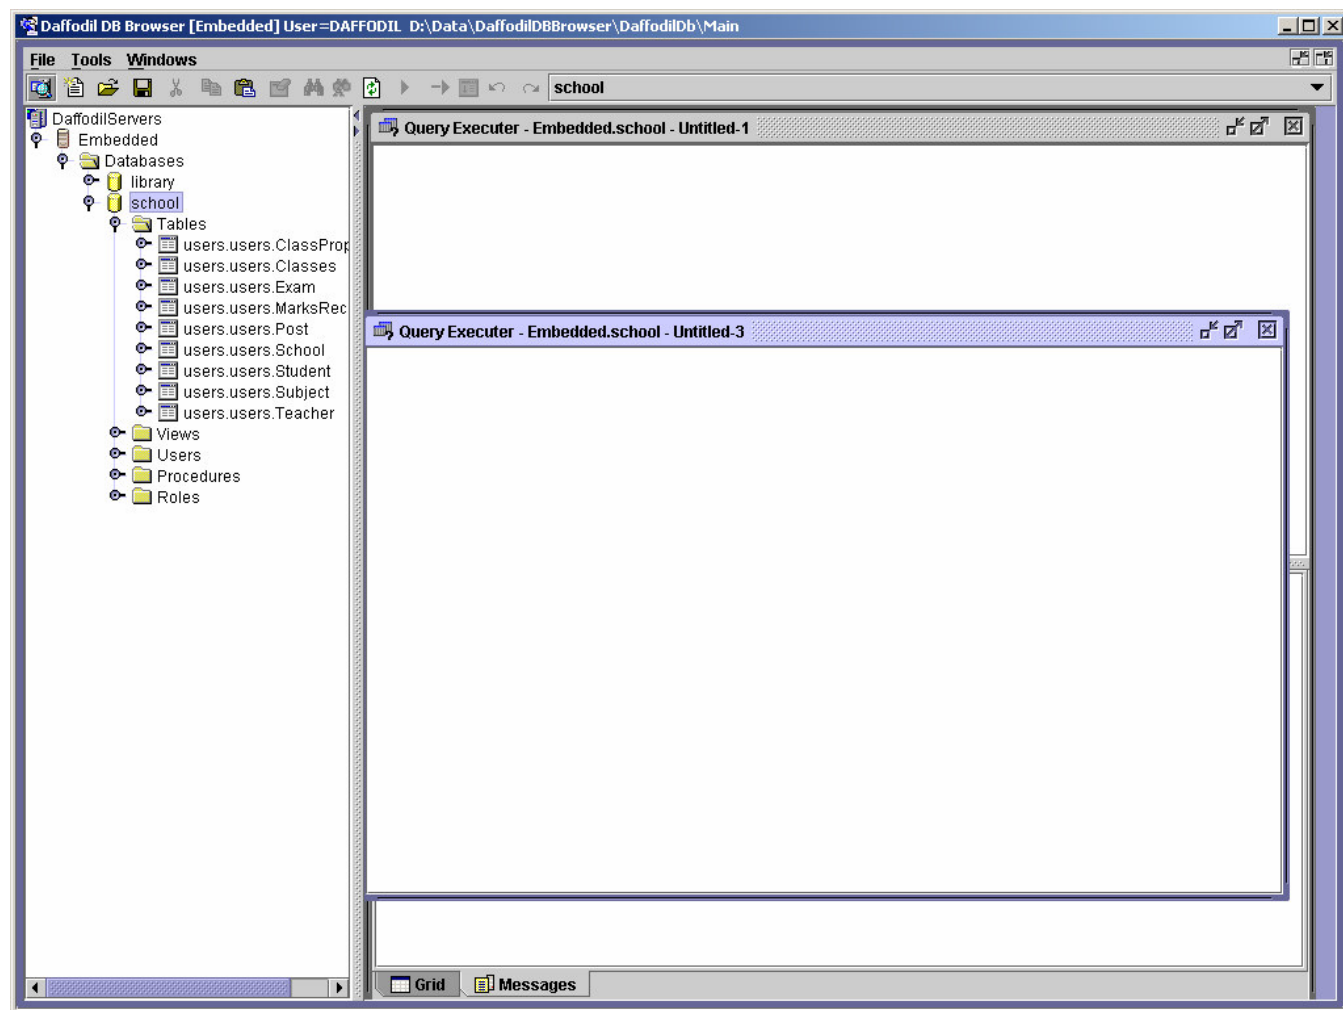 Daffodil DB Browser [Embedded] User=DAFFODIL D:\Data\DaffodilDBBrowser\DaffodilDb\Main
File Tools Windows
school
DaffodilServers
Embedded
Databases
library
school
Tables
users.users.ClassProp
users.users.Classes
users.users.Exam
users.users.MarksRec
users.users.Post
users.users.School
users.users.Student
users.users.Subject
users.users.Teacher
Views
Users
Procedures
Roles
Query Executer - Embedded.school - Untitled-1
Query Executer - Embedded.school - Untitled-3
Grid Messages